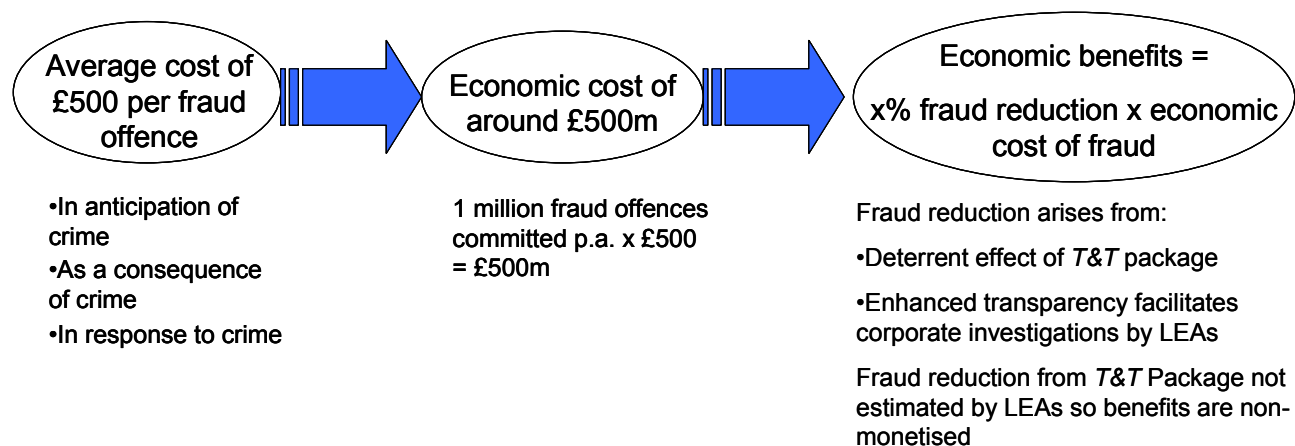 Average cost of
£500 per fraud
offence
Economic cost of
around £500m
Economic benefits =
x% fraud reduction x economic
cost of fraud
•In anticipation of
crime
•As a consequence
of crime
•In response to crime
1 million fraud offences
committed p.a. x £500
= £500m
Fraud reduction arises from:
•Deterrent effect of T&T package
•Enhanced transparency facilitates
corporate investigations by LEAs
Fraud reduction from T&T Package not
estimated by LEAs so benefits are non-
monetised